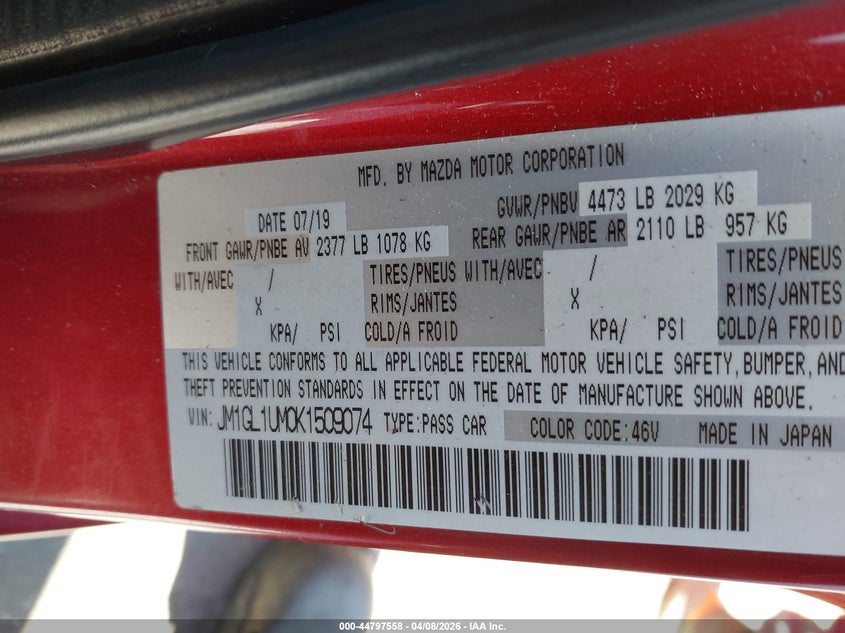 MFD. BY MAZDA MOTOR CORPORATION
DATE 07/19 GVWR/PNBV 4473 LB 2029 KG
FRONT GAWR/PNBE AV 2377 LB 1078 KG REAR GAWR/PNBE AR 2110 LB 957 KG
WITH/AVEC / TIRES/PNEUS WITH/AVEC / TIRES/PNEUS
X RIMS/JANTES X RIMS/JANTES
KPA/ PSI COLD/A FROID KPA/ PSI COLD/A FROID
THIS VEHICLE CONFORMS TO ALL APPLICABLE FEDERAL MOTOR VEHICLE SAFETY, BUMPER, AND
THEFT PREVENTION STANDARDS IN EFFECT ON THE DATE OF MANUFACTURE SHOWN ABOVE.
VIN: JM1GL1UM0K1509074 TYPE:PASS CAR COLOR CODE:46V MADE IN JAPAN
000-44797558 - 04/08/2026 - IAA Inc.